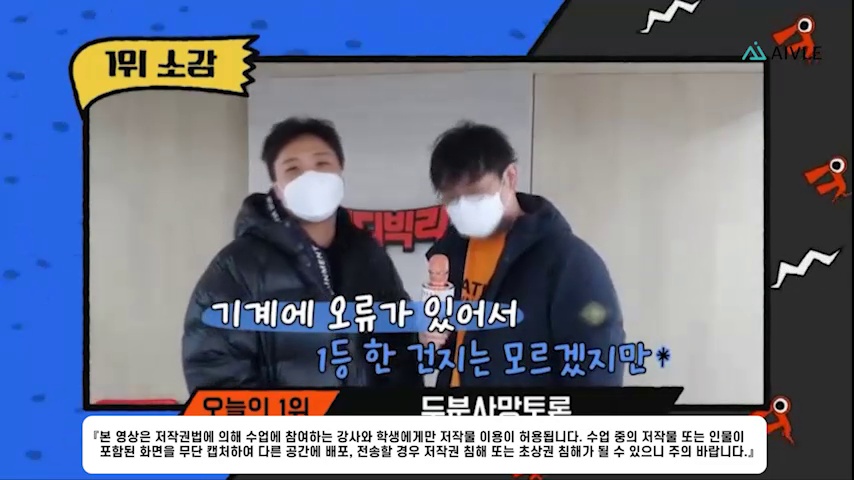 1위 소감
AIVLE
기계에 오류가 있어서
1등 한 건지는 모르겠지만*
오늘의 1위
두분사망토론
『본 영상은 저작권법에 의해 수업에 참여하는 강사와 학생에게만 저작물 이용이 허용됩니다. 수업 중의 저작물 또는 인물이
포함된 화면을 무단 캡처하여 다른 공간에 배포, 전송할 경우 저작권 침해 또는 초상권 침해가 될 수 있으니 주의 바랍니다.』